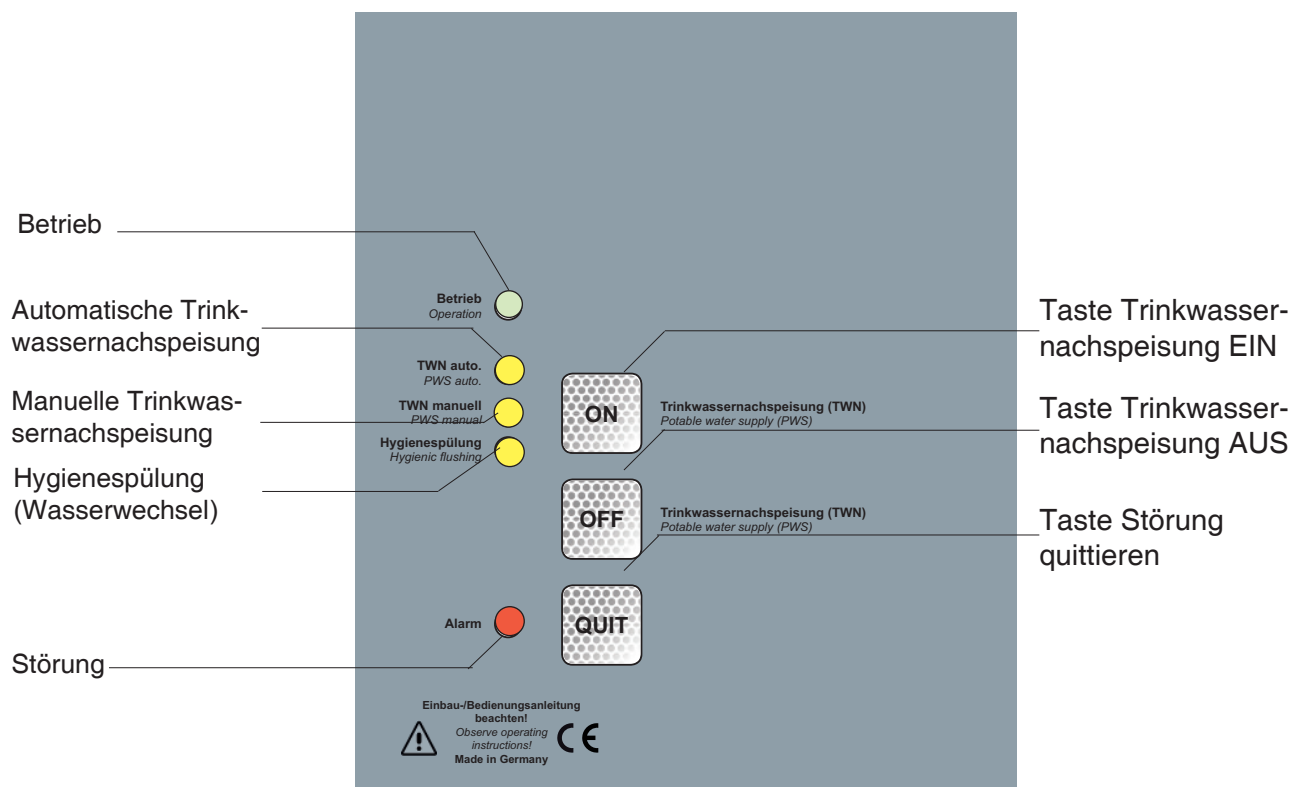 Betrieb
Automatische Trink-
wassernachspeisung
Manuelle Trinkwas-
sernachspeisung
Hygienespülung
(Wasserwechsel)
Störung
Betrieb
Operation
TWN auto.
PWS auto.
TWN manuell
PWS manual
Hygienespülung
Hygienic flushing
Alarm
ON
Trinkwassernachspeisung (TWN)
Potable water supply (PWS)
OFF
Trinkwassernachspeisung (TWN)
Potable water supply (PWS)
QUIT
Einbau-/Bedienungsanleitung
beachten!
Observe operating
instructions!
Made in Germany
CE
Taste Trinkwasser-
nachspeisung EIN
Taste Trinkwasser-
nachspeisung AUS
Taste Störung
quittieren